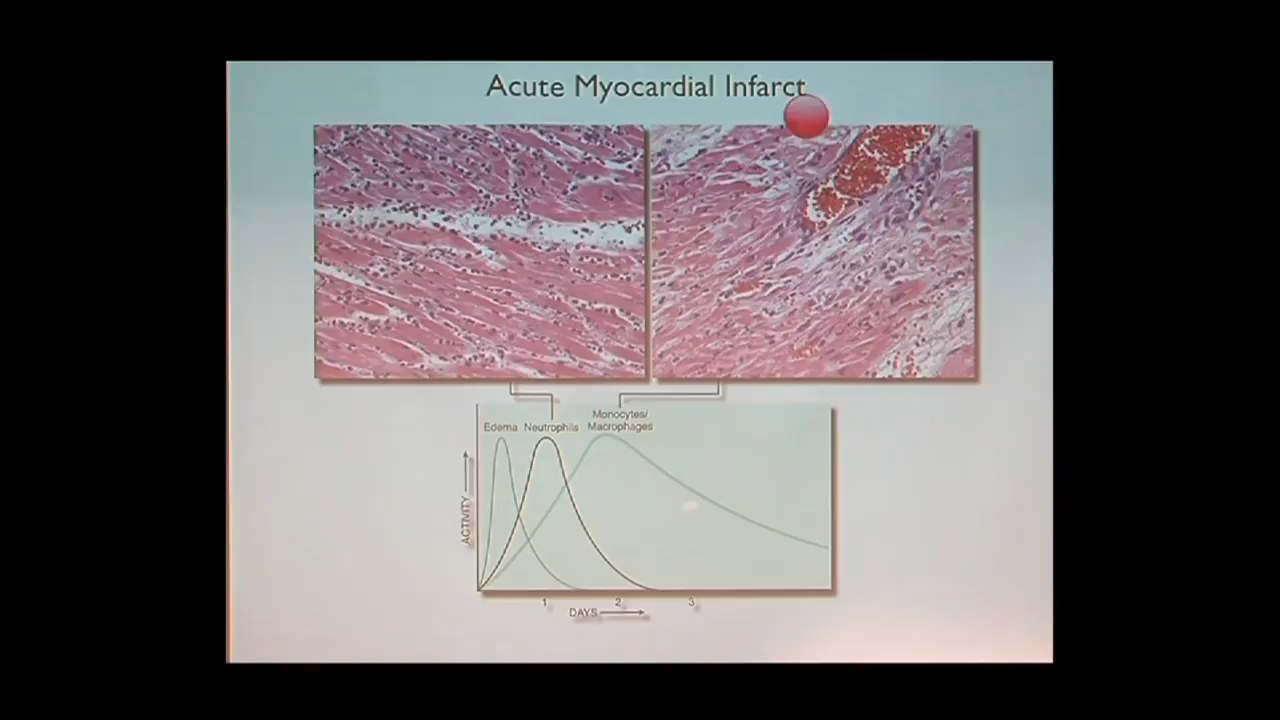 Acute Myocardial Infarct
Monocytes/
Edema Neutrophils Macrophages
ACTIVITY
1 2 3
DAYS